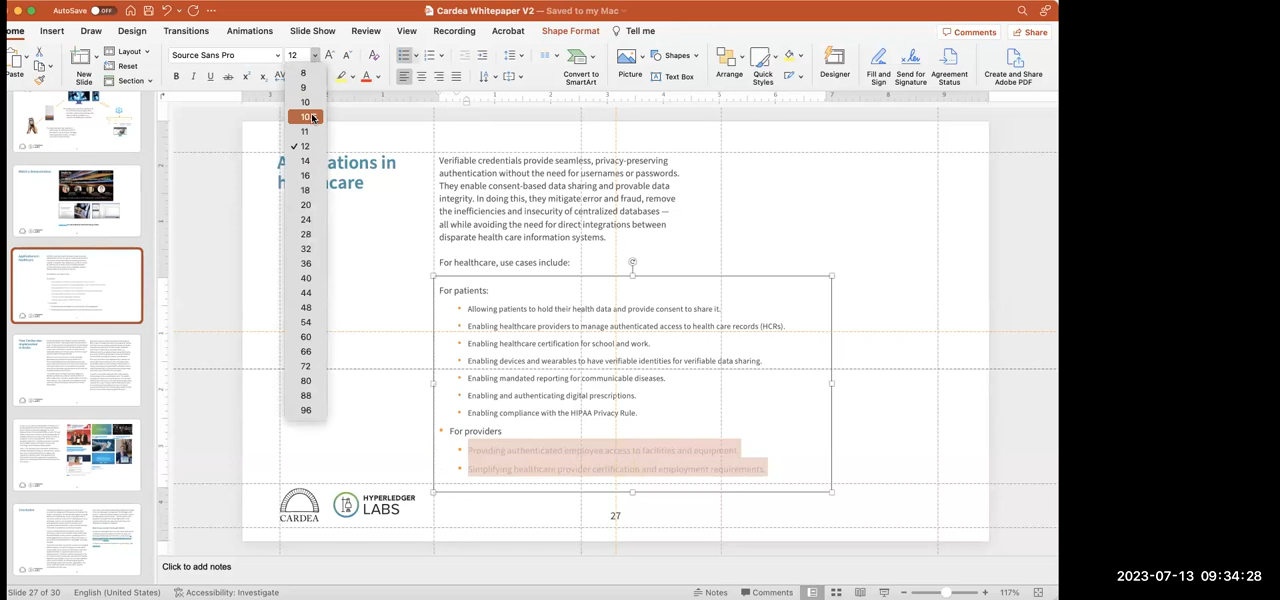 AutoSave OFF
Cardea Whitepaper V2 — Saved to my Mac
ome Insert Draw Design Transitions Animations Slide Show Review View Recording Acrobat Shape Format Tell me
Comments Share
Paste
New Slide
Layout
Reset
Section
Source Sans Pro
12
B I U ab x² x₂ AV
Convert to SmartArt
Picture
Shapes
Text Box
Arrange
Quick Styles
Designer
Fill and Sign
Send for Signature
Agreement Status
Create and Share Adobe PDF
8
9
10
10
11
✓ 12
14
16
18
20
24
28
32
36
40
44
48
54
60
66
72
80
88
96
Verifiable credentials provide seamless, privacy-preserving
authentication without the need for usernames or passwords.
They enable consent-based data sharing and provable data
integrity. In doing this, they mitigate error and fraud, remove
the inefficiencies and insecurity of centralized databases —
all while avoiding the need for direct integrations between
disparate health care information systems.
For healthcare, use cases include:
For patients:
• Allowing patients to hold their health data and provide consent to share it.
• Enabling healthcare providers to manage authenticated access to health care records (HCRs).
• Enabling healthcare certification for school and work.
• Enabling devices and wearables to have verifiable identities for verifiable data sharing.
• Enabling mandated reporting for communicable diseases.
• Enabling and authenticating digital prescriptions.
• Enabling compliance with the HIPAA Privacy Rule.
• For providers
• authenticated employee access to facilities and equipment.
• Simplifying healthcare provider certification and employment requirements.
CARDEA
HYPERLEDGER
LABS
27
Click to add notes
Slide 27 of 30 English (United States) Accessibility: Investigate
Notes Comments 117%
2023-07-13 09:34:28